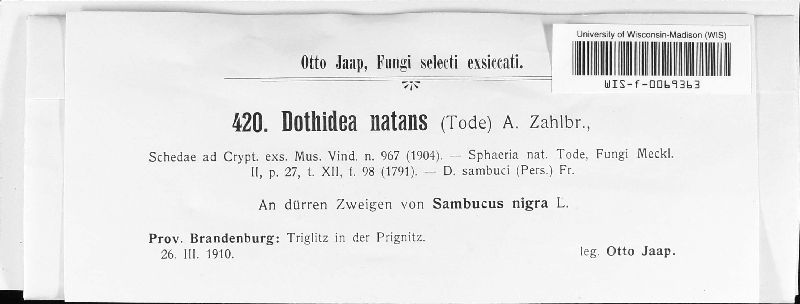 University of Wisconsin-Madison (WIS)
WIS-f-0069363
Otto Jaap, Fungi selecti exsiccati.
420. Dothidea natans (Tode) A. Zahlbr.,
Schedae ad Crypt. exs. Mus. Vind. n. 967 (1904). — Sphaeria nat. Tode, Fungi Meckl.
II, p. 27, t. XII, f. 98 (1791). — D. sambuci (Pers.) Fr.
An dürren Zweigen von Sambucus nigra L.
Prov. Brandenburg: Triglitz in der Prignitz.
26. III. 1910. leg. Otto Jaap.